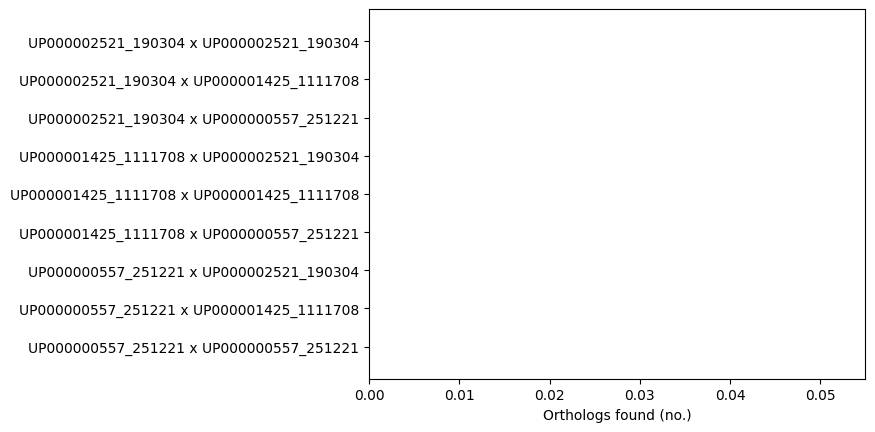 UP000002521_190304 x UP000002521_190304
UP000002521_190304 x UP000001425_1111708
UP000002521_190304 x UP000000557_251221
UP000001425_1111708 x UP000002521_190304
UP000001425_1111708 x UP000001425_1111708
UP000001425_1111708 x UP000000557_251221
UP000000557_251221 x UP000002521_190304
UP000000557_251221 x UP000001425_1111708
UP000000557_251221 x UP000000557_251221
0.00 0.01 0.02 0.03 0.04 0.05
Orthologs found (no.)